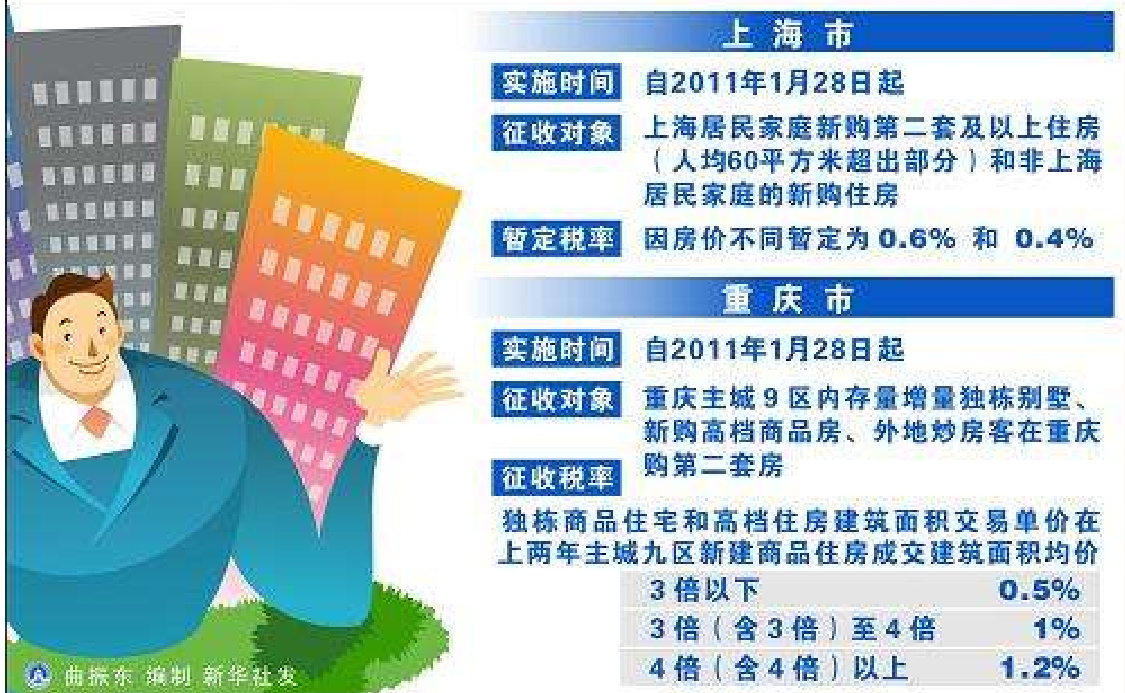 上海市
实施时间 自2011年1月28日起
征收对象 上海居民家庭新购第二套及以上住房
（人均60平方米超出部分）和非上海
居民家庭的新购住房
暂定税率 因房价不同暂定为 0.6% 和 0.4%
重庆市
实施时间 自2011年1月28日起
征收对象 重庆主城9区内存量增量独栋别墅、
新购高档商品房、外地炒房客在重庆
购第二套房
征收税率
独栋商品住宅和高档住房建筑面积交易单价在
上两年主城九区新建商品住房成交建筑面积均价
3倍以下 0.5%
3倍（含3倍）至4倍 1%
4倍（含4倍）以上 1.2%
曲振东 编制 新华社发